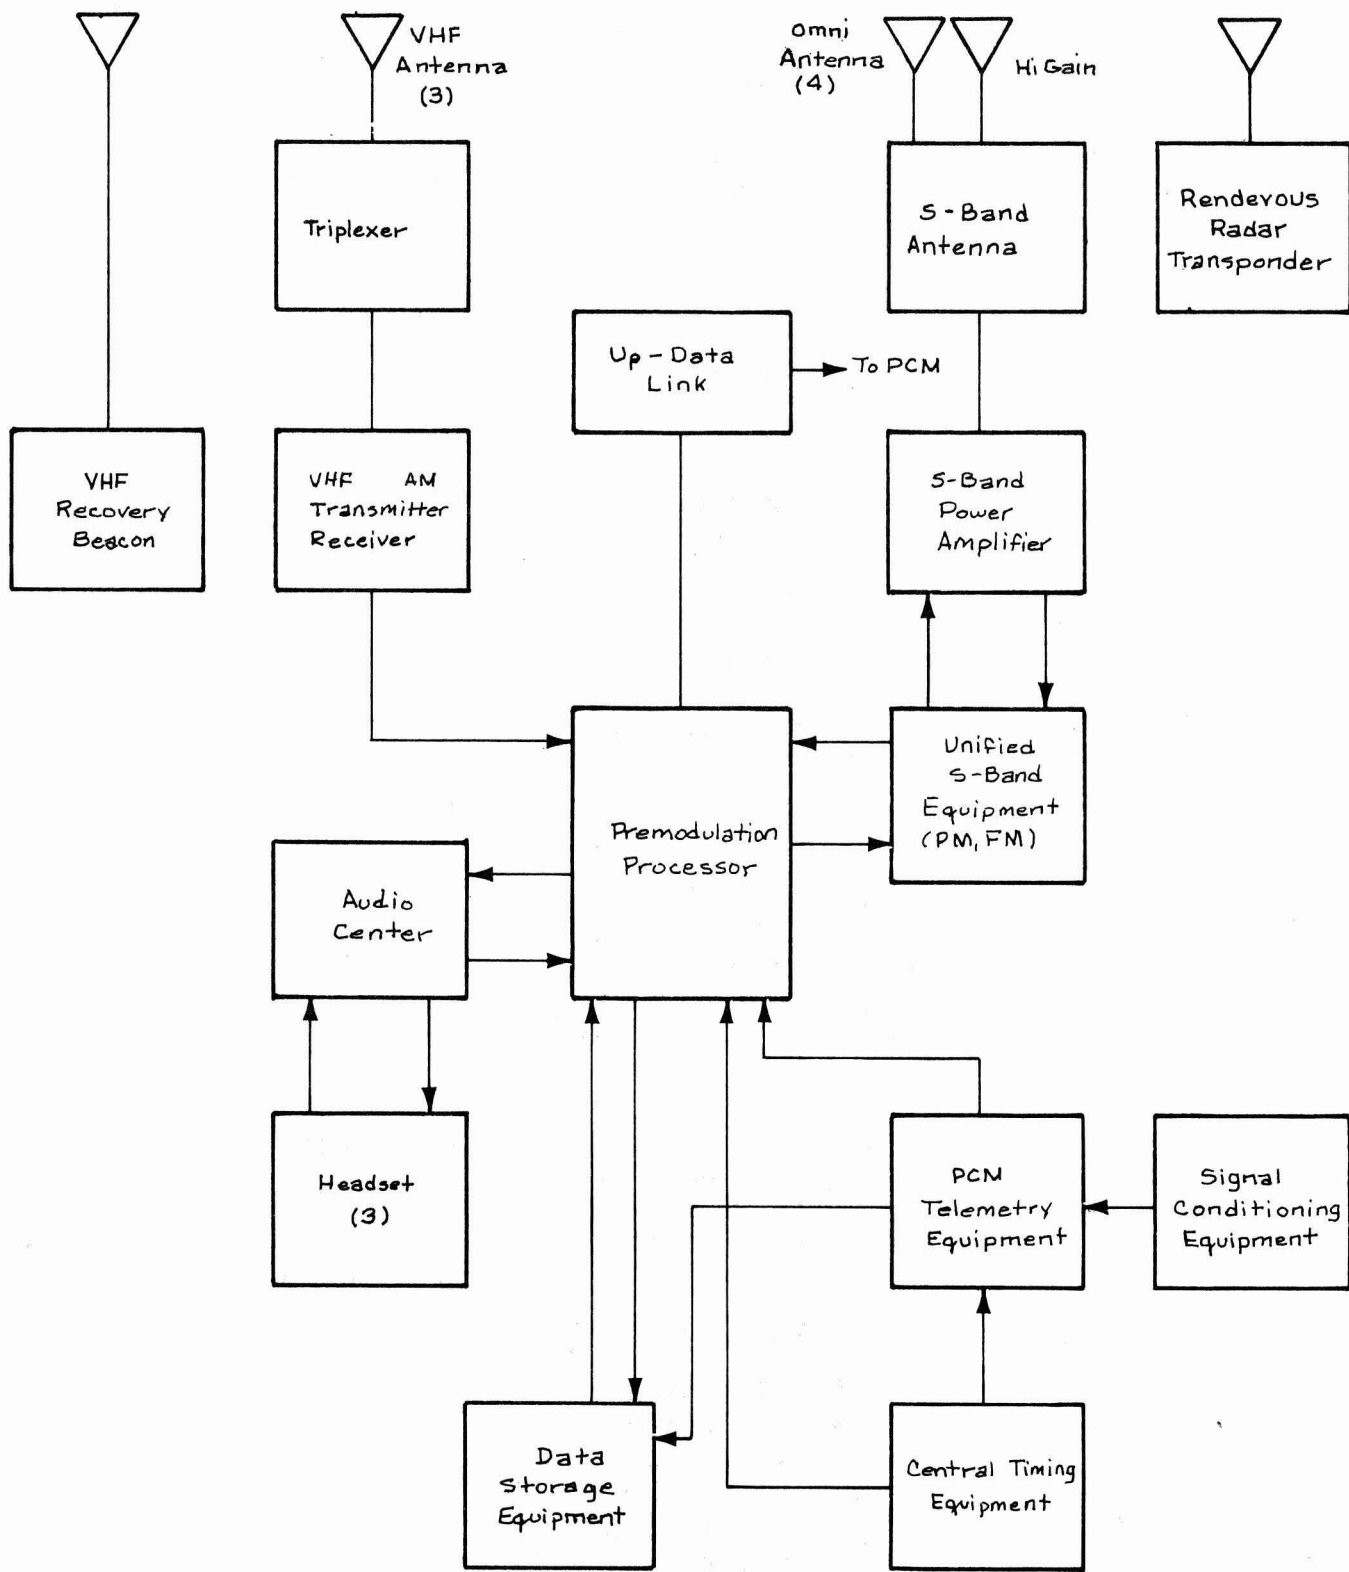 VHF
Antenna
(3)
Omni
Antenna
(4)
Hi Gain
Triplexer
S-Band
Antenna
Rendevous
Radar
Transponder
Up-Data
Link
To PCM
VHF
Recovery
Beacon
VHF AM
Transmitter
Receiver
S-Band
Power
Amplifier
Unified
S-Band
Equipment
(PM, FM)
Premodulation
Processor
Audio
Center
Headset
(3)
PCM
Telemetry
Equipment
Signal
Conditioning
Equipment
Data
Storage
Equipment
Central Timing
Equipment